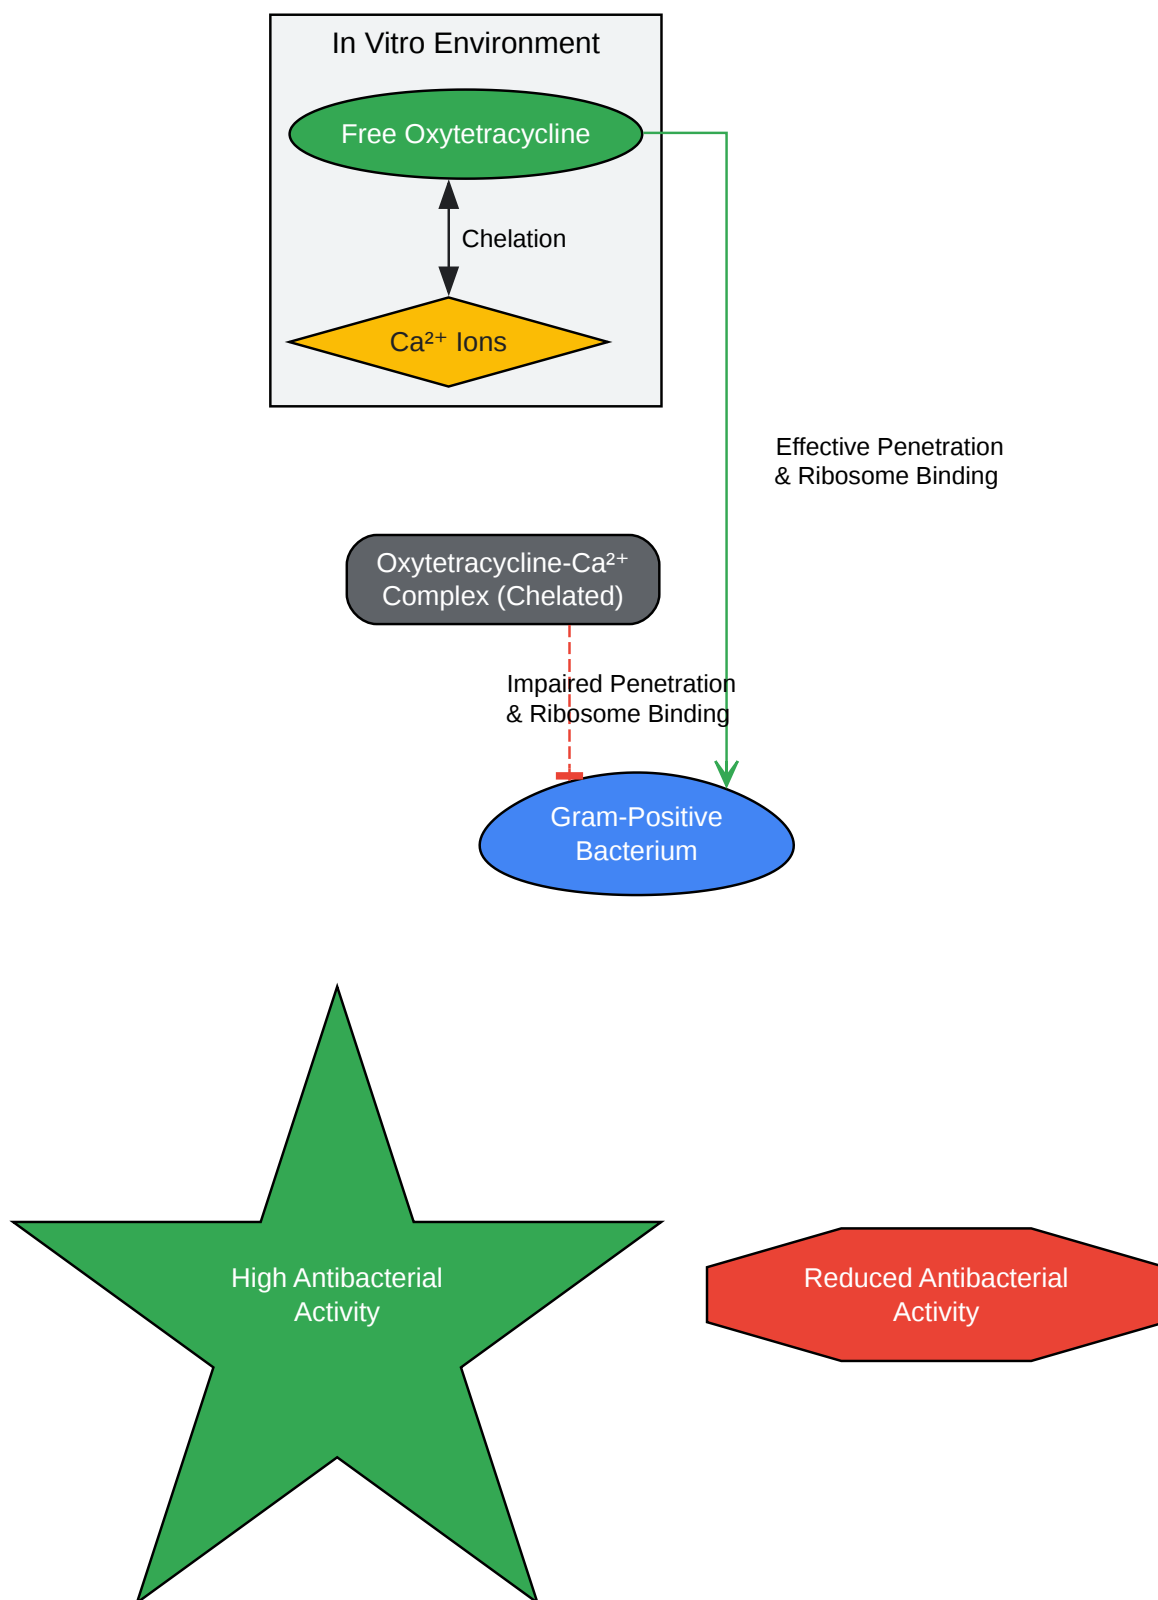 In Vitro Environment
Free Oxytetracycline
Chelation
Ca²⁺ Ions
Effective Penetration
& Ribosome Binding
Oxytetracycline-Ca²⁺
Complex (Chelated)
Impaired Penetration
& Ribosome Binding
Gram-Positive
Bacterium
High Antibacterial
Activity
Reduced Antibacterial
Activity